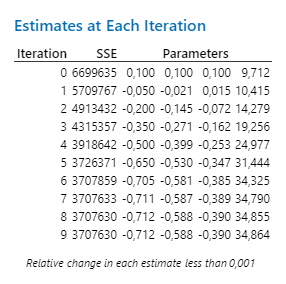 Estimates at Each Iteration
Iteration SSE Parameters
0 6699635 0,100 0,100 0,100 9,712
1 5709767 -0,050 -0,021 0,015 10,415
2 4913432 -0,200 -0,145 -0,072 14,279
3 4315357 -0,350 -0,271 -0,162 19,256
4 3918642 -0,500 -0,399 -0,253 24,977
5 3726371 -0,650 -0,530 -0,347 31,444
6 3707859 -0,705 -0,581 -0,385 34,325
7 3707633 -0,711 -0,587 -0,389 34,790
8 3707630 -0,712 -0,588 -0,390 34,855
9 3707630 -0,712 -0,588 -0,390 34,864
Relative change in each estimate less than 0,001